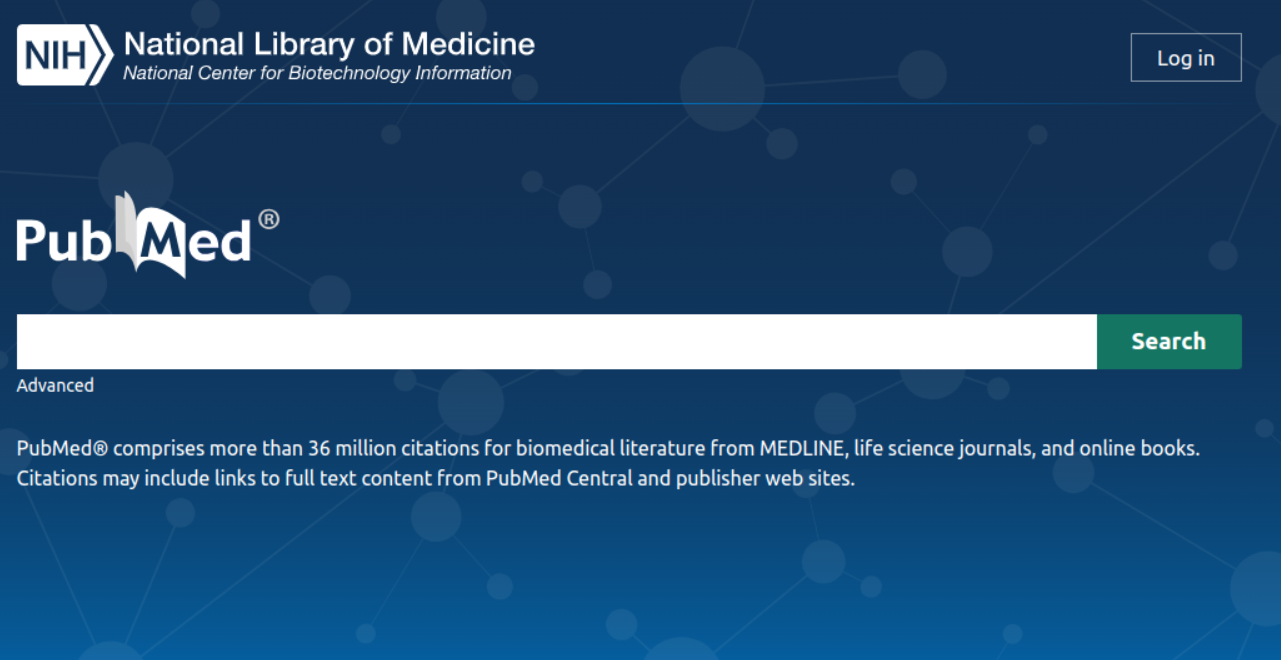 NIH
National Library of Medicine
National Center for Biotechnology Information
Log in
PubMed®
Search
Advanced
PubMed® comprises more than 36 million citations for biomedical literature from MEDLINE, life science journals, and online books.
Citations may include links to full text content from PubMed Central and publisher web sites.